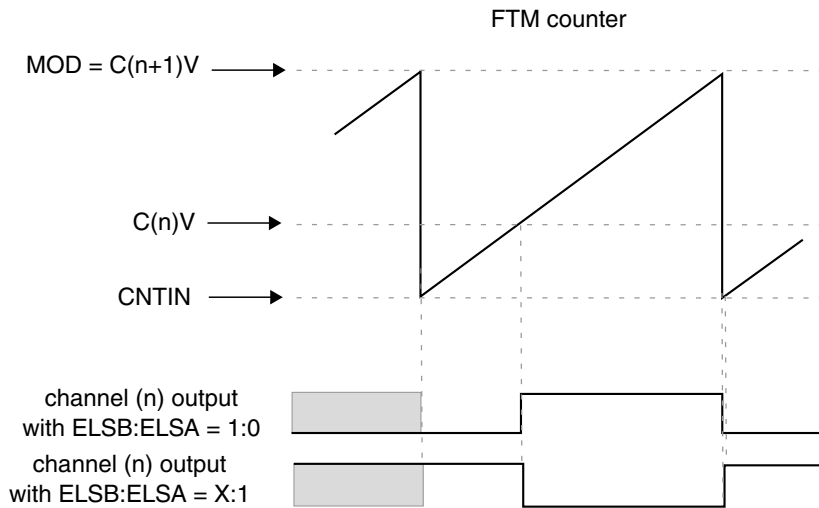 FTM counter
MOD = C(n+1)V
C(n)V
CNTIN
channel (n) output
with ELSB:ELSA = 1:0
channel (n) output
with ELSB:ELSA = X:1